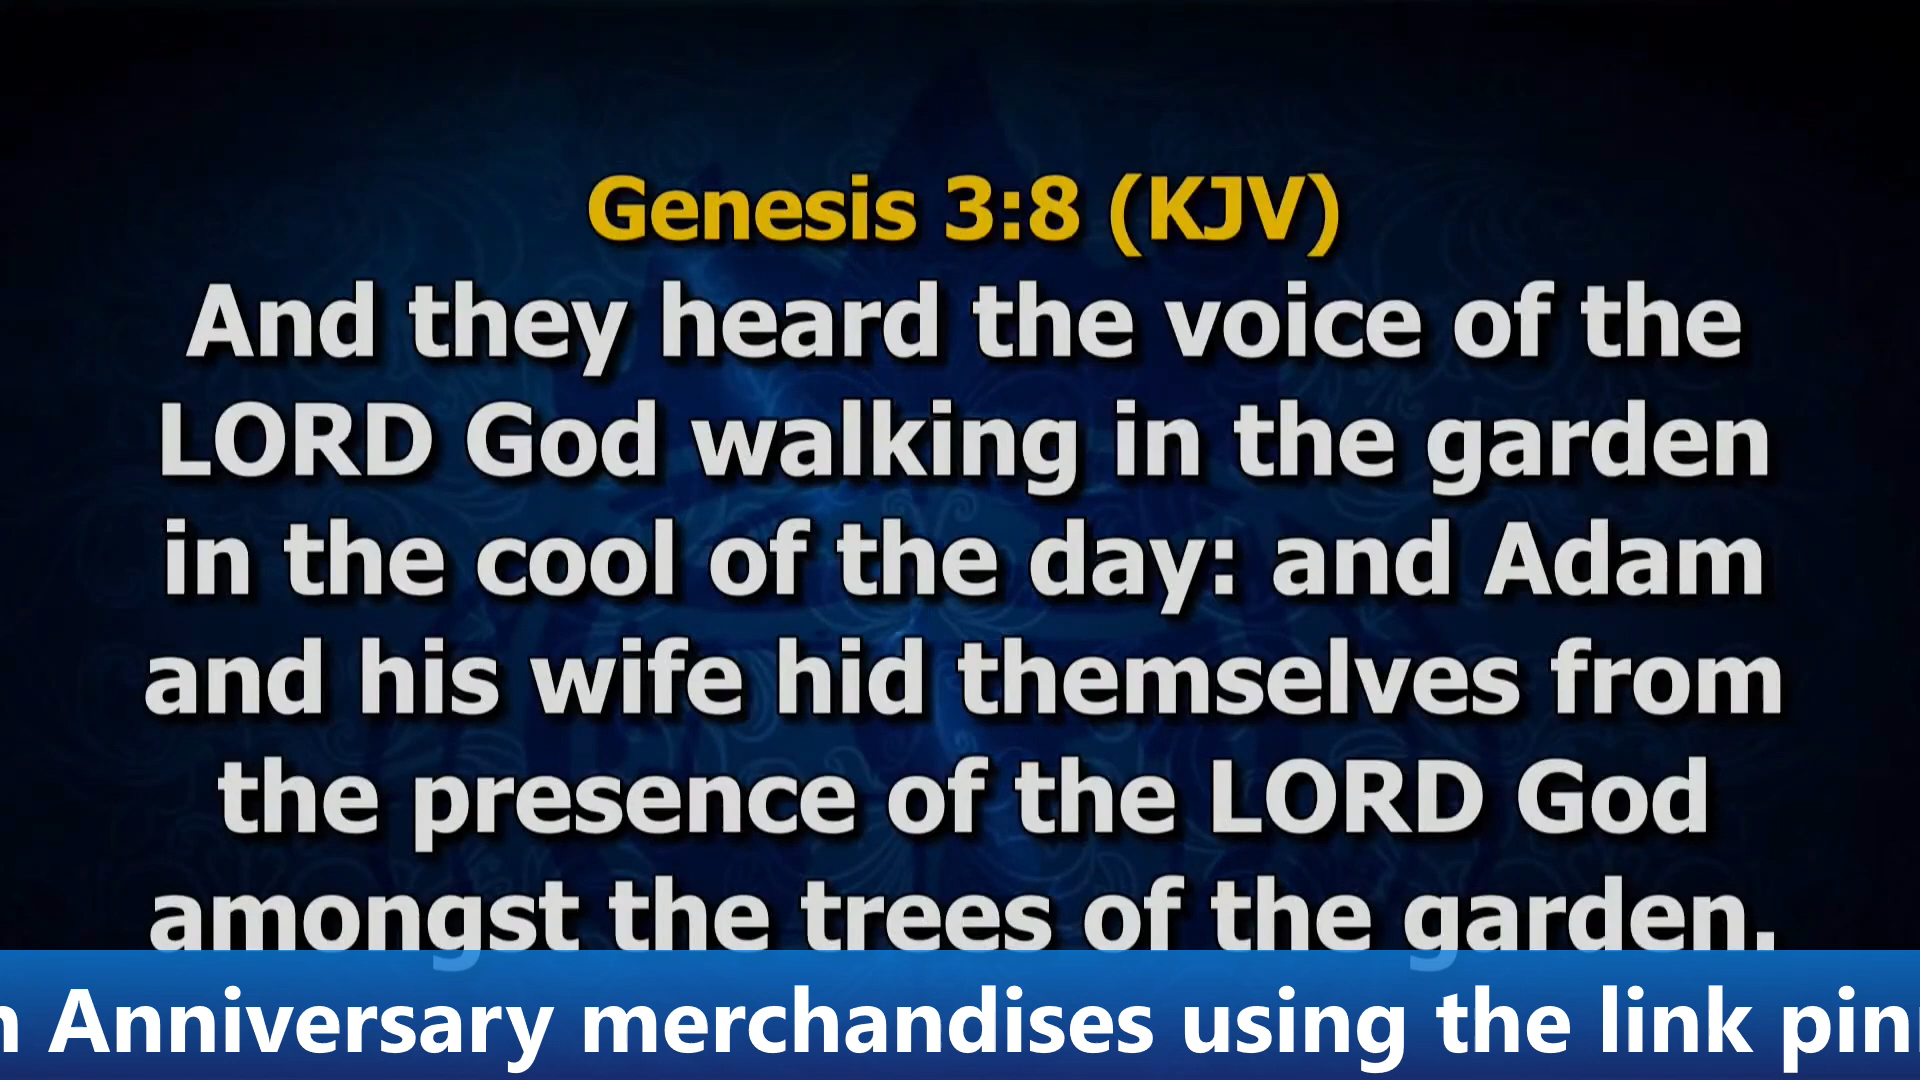 Genesis 3:8 (KJV)
And they heard the voice of the
LORD God walking in the garden
in the cool of the day: and Adam
and his wife hid themselves from
the presence of the LORD God
amongst the trees of the garden.
Anniversary merchandises using the link